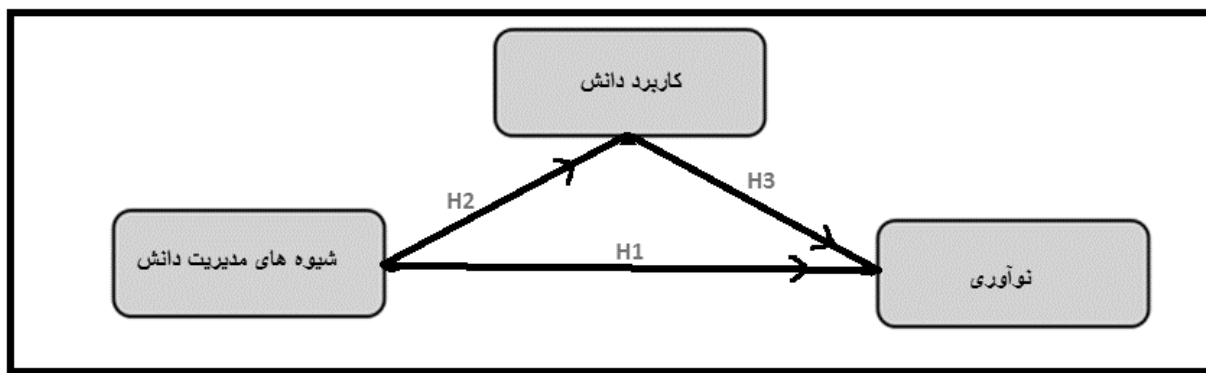 کاربرد دانش
H2
H3
شیوه های مدیریت دانش
H1
نوآوری